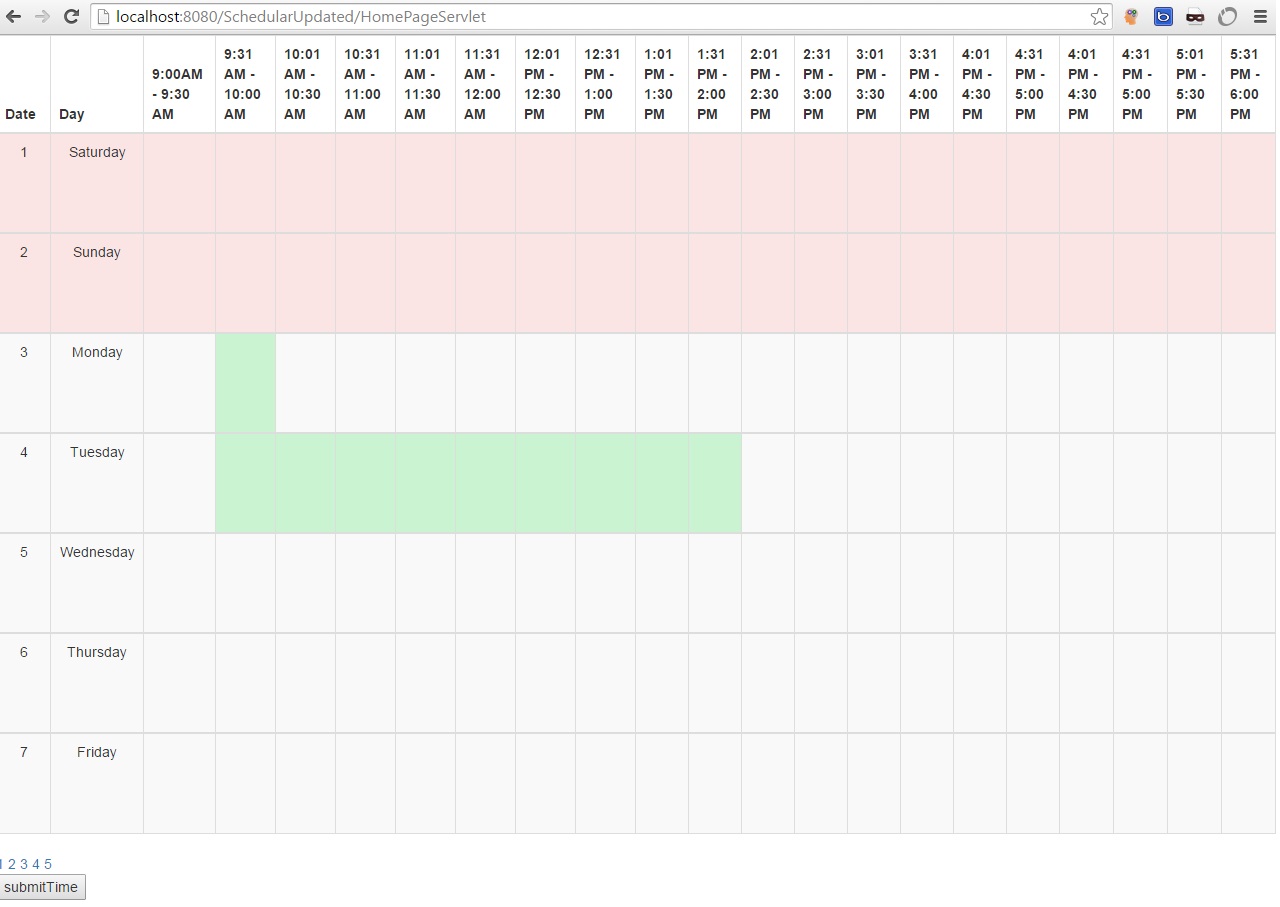 localhost:8080/SchedularUpdated/HomePageServlet
Date
Day
9:00AM
- 9:30
AM
9:31
AM -
10:00
AM
10:01
AM -
10:30
AM
10:31
AM -
11:00
AM
11:01
AM -
11:30
AM
11:31
AM -
12:00
AM
12:01
PM -
12:30
PM
12:31
PM -
1:00
PM
1:01
PM -
1:30
PM
1:31
PM -
2:00
PM
2:01
PM -
2:30
PM
2:31
PM -
3:00
PM
3:01
PM -
3:30
PM
3:31
PM -
4:00
PM
4:01
PM -
4:30
PM
4:31
PM -
5:00
PM
4:01
PM -
4:30
PM
4:31
PM -
5:00
PM
5:01
PM -
5:30
PM
5:31
PM -
6:00
PM
1 Saturday
2 Sunday
3 Monday
4 Tuesday
5 Wednesday
6 Thursday
7 Friday
1 2 3 4 5
submitTime